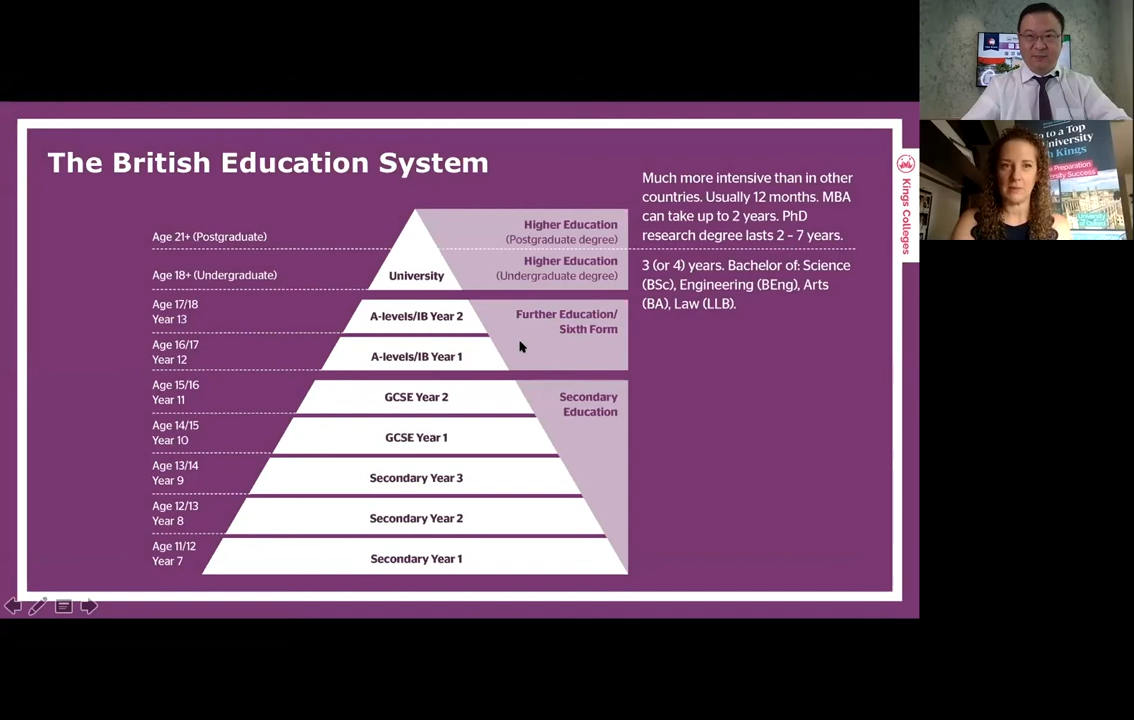 The British Education System
Much more intensive than in other
countries. Usually 12 months. MBA
can take up to 2 years. PhD
research degree lasts 2 – 7 years.
3 (or 4) years. Bachelor of: Science
(BSc), Engineering (BEng), Arts
(BA), Law (LLB).
Age 21+ (Postgraduate)
Higher Education
(Postgraduate degree)
Age 18+ (Undergraduate)
University
Higher Education
(Undergraduate degree)
Age 17/18
Year 13
A-levels/IB Year 2
Further Education/
Sixth Form
Age 16/17
Year 12
A-levels/IB Year 1
Age 15/16
Year 11
GCSE Year 2
Secondary
Education
Age 14/15
Year 10
GCSE Year 1
Age 13/14
Year 9
Secondary Year 3
Age 12/13
Year 8
Secondary Year 2
Age 11/12
Year 7
Secondary Year 1
Kings Colleges
to a Top
University
Kings
Preparation
Success